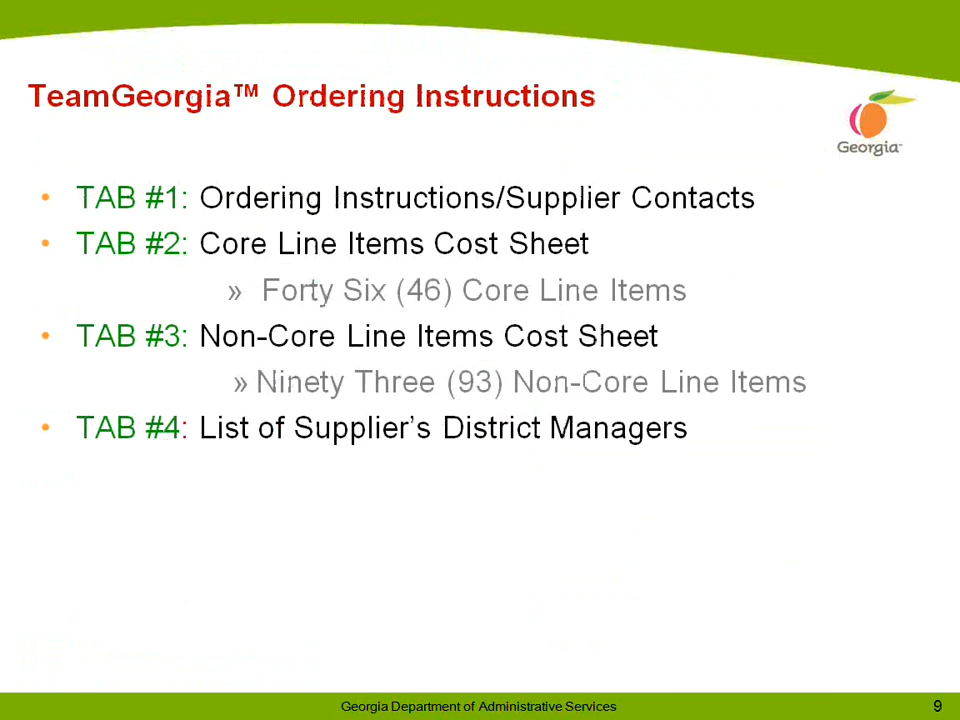 TeamGeorgia™ Ordering Instructions
Georgia™
• TAB #1: Ordering Instructions/Supplier Contacts
• TAB #2: Core Line Items Cost Sheet
» Forty Six (46) Core Line Items
• TAB #3: Non-Core Line Items Cost Sheet
» Ninety Three (93) Non-Core Line Items
• TAB #4: List of Supplier’s District Managers
Georgia Department of Administrative Services
9